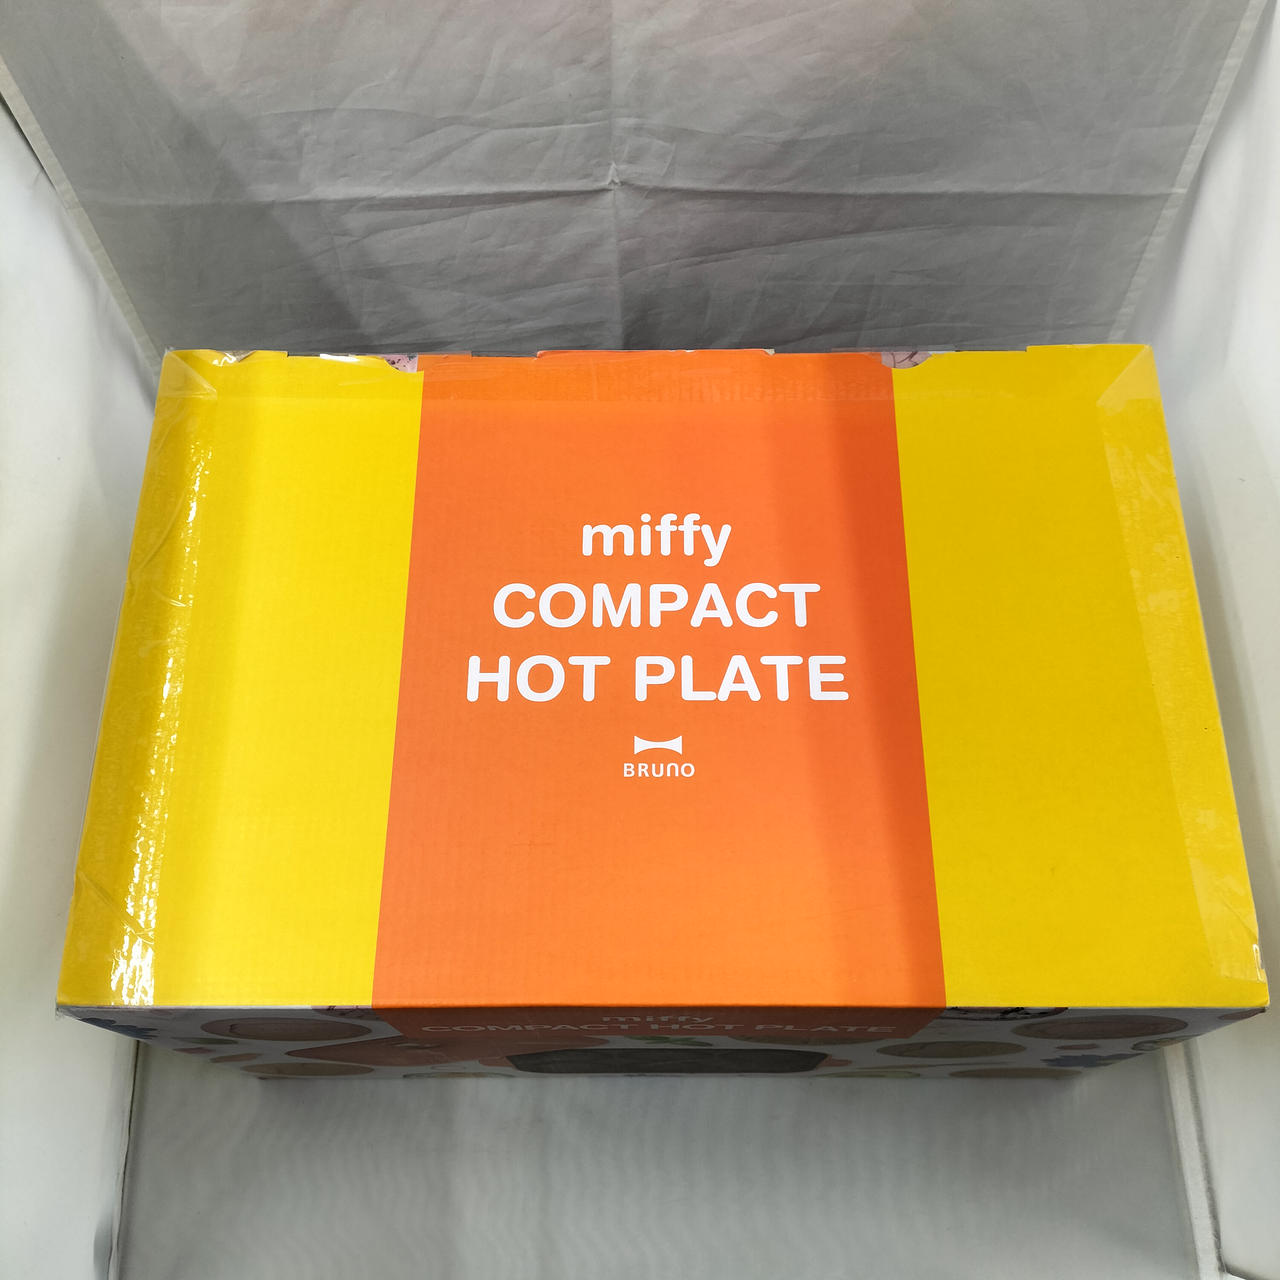 miffy
COMPACT
HOT PLATE
BRUNO
miffy
COMPACT HOT PLATE